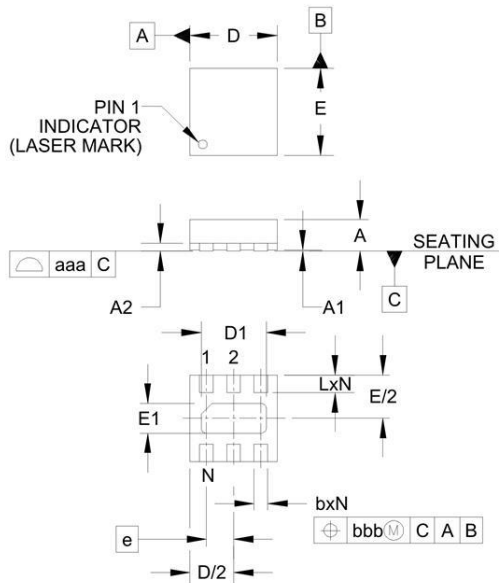 A
D
B
PIN 1
INDICATOR
(LASER MARK)
E
A
SEATING
PLANE
aaa C
A2
A1
C
D1
1 2
LxN
E/2
E1
N
bxN
e
bbb Ⓜ C A B
D/2